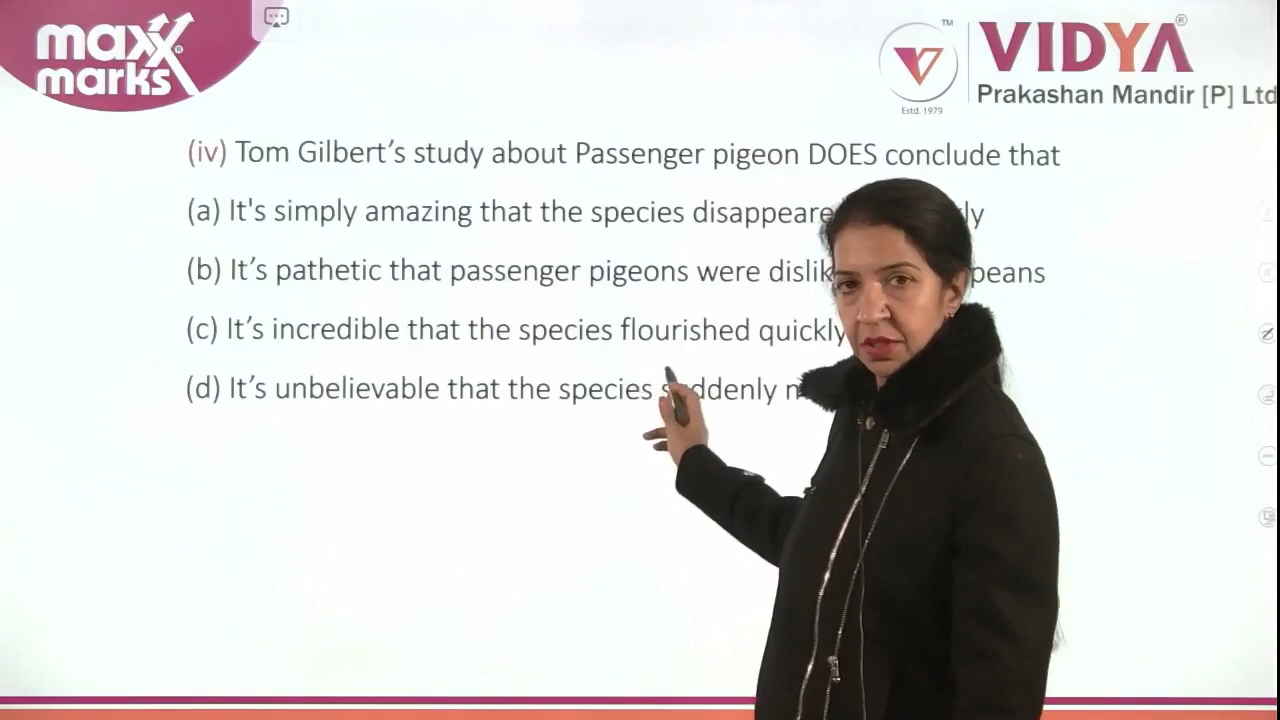 maxx
marks
VIDYA
Prakashan Mandir [P] Ltd
Estd. 1979
(iv) Tom Gilbert's study about Passenger pigeon DOES conclude that
(a) It's simply amazing that the species
(b) It’s pathetic that passenger pigeons were
(c) It’s incredible that the species flourished quickly
(d) It’s unbelievable that the species suddenly